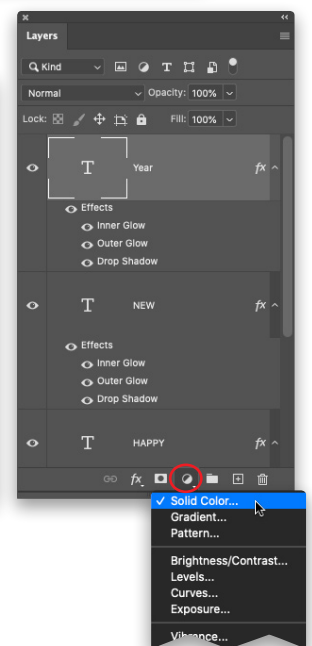 Layers
Kind T
Normal Opacity: 100%
Lock: Fill: 100%
T Year fx
Effects
Inner Glow
Outer Glow
Drop Shadow
T NEW fx
Effects
Inner Glow
Outer Glow
Drop Shadow
T HAPPY fx
fx
Solid Color...
Gradient...
Pattern...
Brightness/Contrast...
Levels...
Curves...
Exposure...
Vibrance...